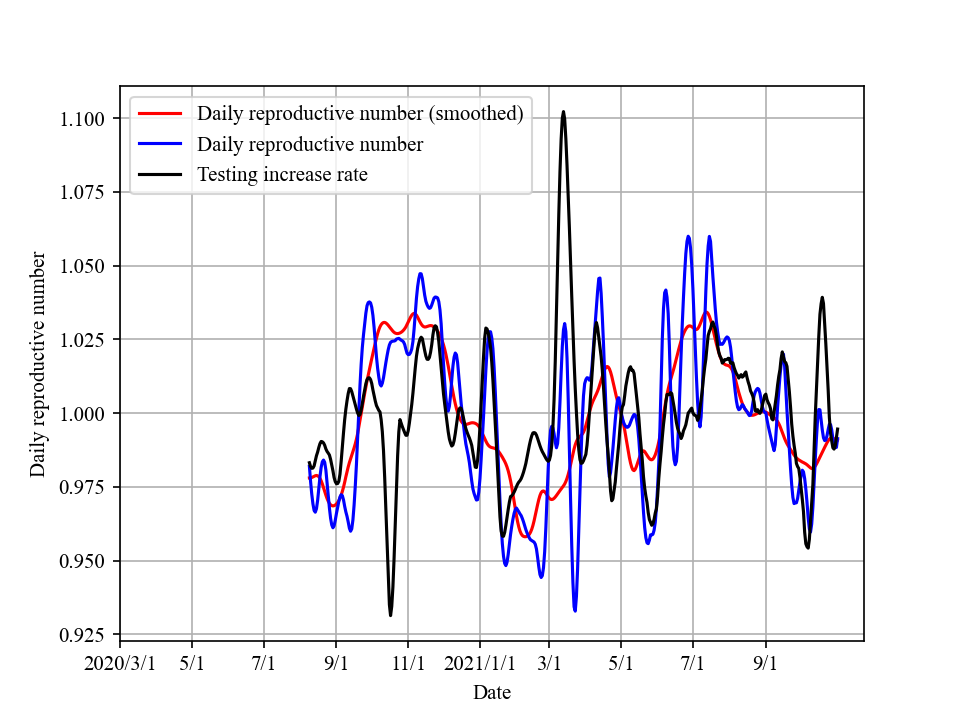 Daily reproductive number (smoothed)
Daily reproductive number
Testing increase rate
1.100
1.075
1.050
1.025
1.000
0.975
0.950
0.925
Daily reproductive number
2020/3/1 5/1 7/1 9/1 11/1 2021/1/1 3/1 5/1 7/1 9/1
Date